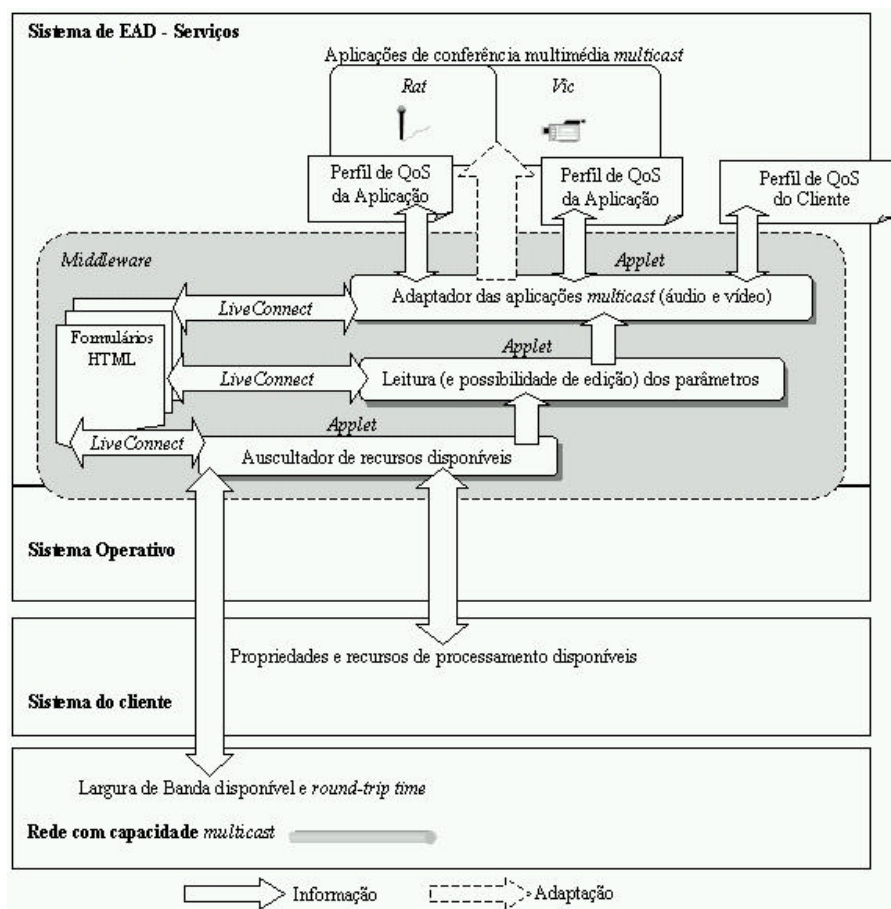 Sistema de EAD - Serviços
Aplicações de conferência multimédia multicast
Rat
Vic
Perfil de QoS
da Aplicação
Perfil de QoS
da Aplicação
Perfil de QoS
do Cliente
Middleware
Applet
Adaptador das aplicações multicast (áudio e vídeo)
LiveConnect
Formulários
HTML
Applet
Leitura (e possibilidade de edição) dos parâmetros
LiveConnect
Applet
LiveConnect
Auscultador de recursos disponíveis
Sistema Operativo
Propriedades e recursos de processamento disponíveis
Sistema do cliente
Largura de Banda disponível e round-trip time
Rede com capacidade multicast
Informação
Adaptação